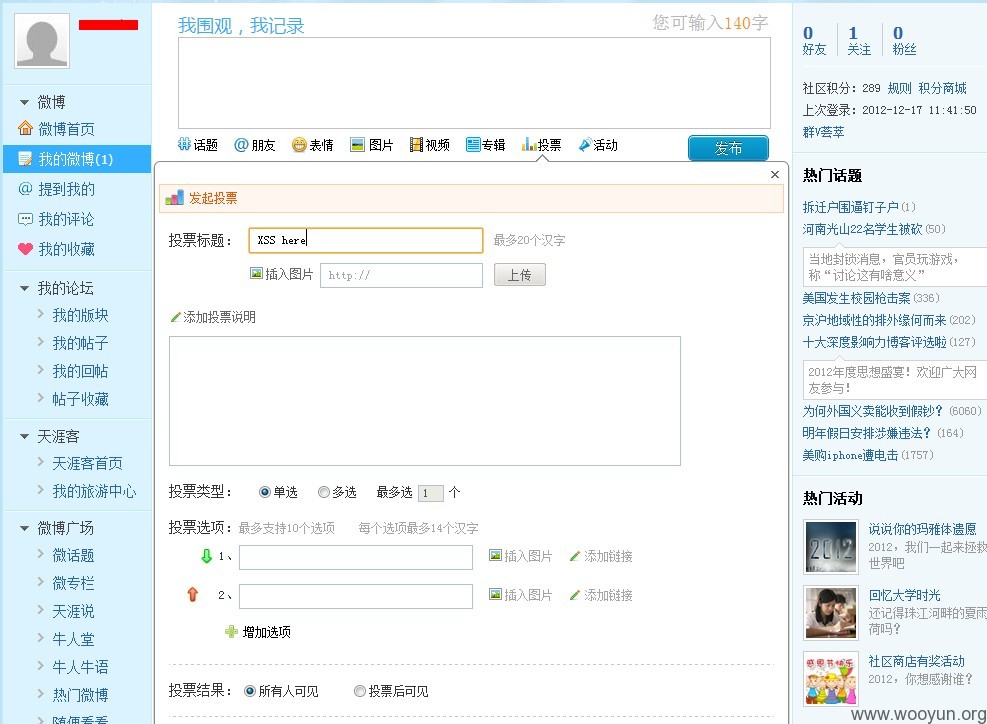 微博
微博首页
我的微博(1)
@ 提到我的
我的评论
我的收藏
我的论坛
我的版块
我的帖子
我的回帖
帖子收藏
天涯客
天涯客首页
我的旅游中心
微博广场
微话题
微专栏
天涯说
牛人堂
牛人牛语
热门微博
随便看看
我围观，我记录
您可输入140字
话题 @朋友 表情 图片 视频 专辑 投票 活动 发布
发起投票
投票标题： XSS here 最多20个汉字
插入图片 http:// 上传
添加投票说明
投票类型： 单选 多选 最多选 1 个
投票选项：最多支持10个选项 每个选项最多14个汉字
1、 插入图片 添加链接
2、 插入图片 添加链接
增加选项
投票结果： 所有人可见 投票后可见
0 1 0
好友 关注 粉丝
社区积分：289 规则 积分商城
上次登录：2012-12-17 11:41:50
群V荟萃
热门话题
拆迁户围逼钉子户(1)
河南光山22名学生被砍(50)
当地封锁消息，官员玩游戏，
称“讨论这有啥意义”
美国发生校园枪击案(336)
京沪地域性的排外缘何而来(202)
十大深度影响力博客评选啦(127)
2012年度思想盛宴！欢迎广大网
友参与！
为何外国乂卖能收到假钞？(6060)
明年假日安排涉嫌违法？(164)
美购iphone遭电击(1757)
热门活动
2012
说说你的玛雅体遗愿
2012，我们一起来拯救
世界吧
回忆大学时光
还记得珠江河畔的夏雨
荷吗？
感恩节快乐
社区商店有奖活动
2012，你想感谢谁？
www.wooyun.org